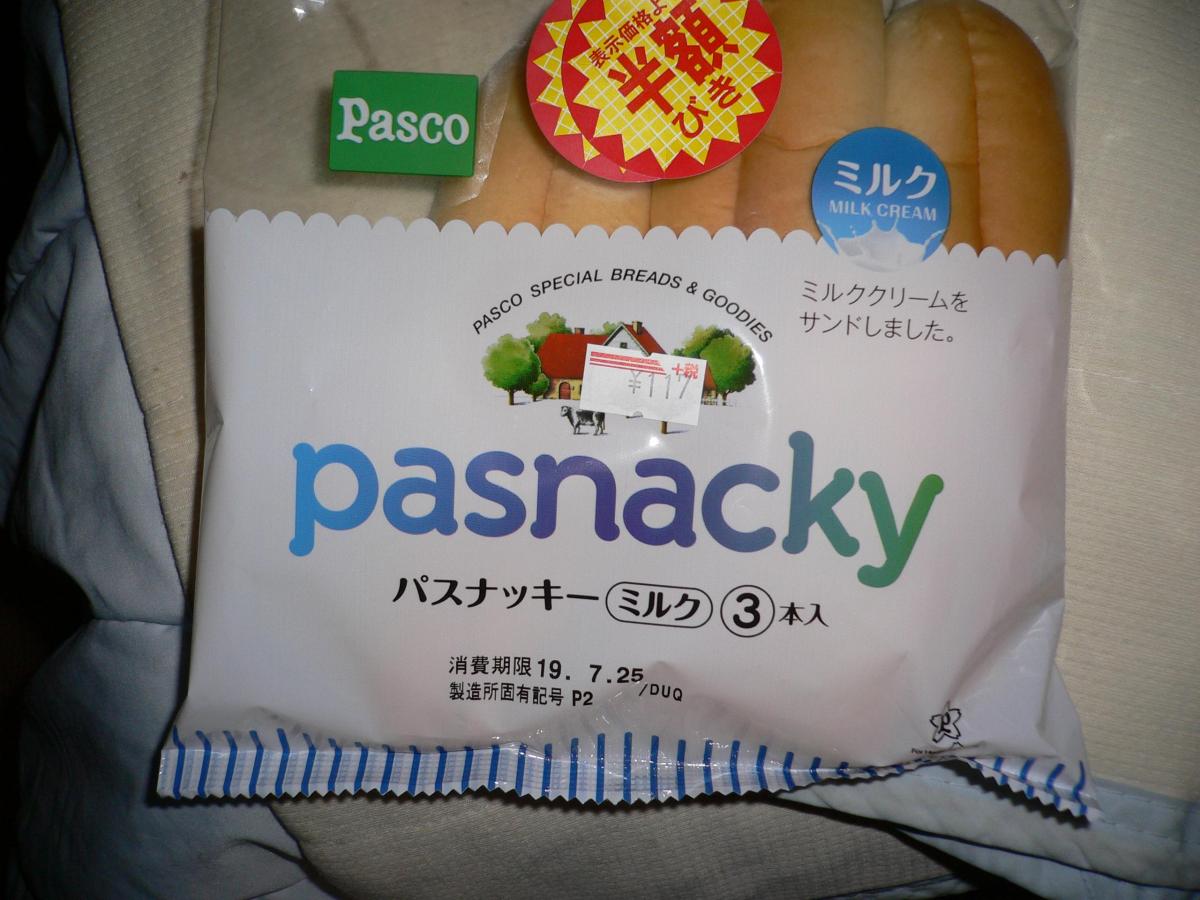 表示価格よ
半額
びき
Pasco
ミルク
MILK CREAM
PASCO SPECIAL BREADS & GOODIES
ミルククリームを
サンドしました。
+税
¥117
pasnacky
パスナッキー ミルク 3 本入
消費期限 19. 7.25
製造所固有記号 P2 /DUQ